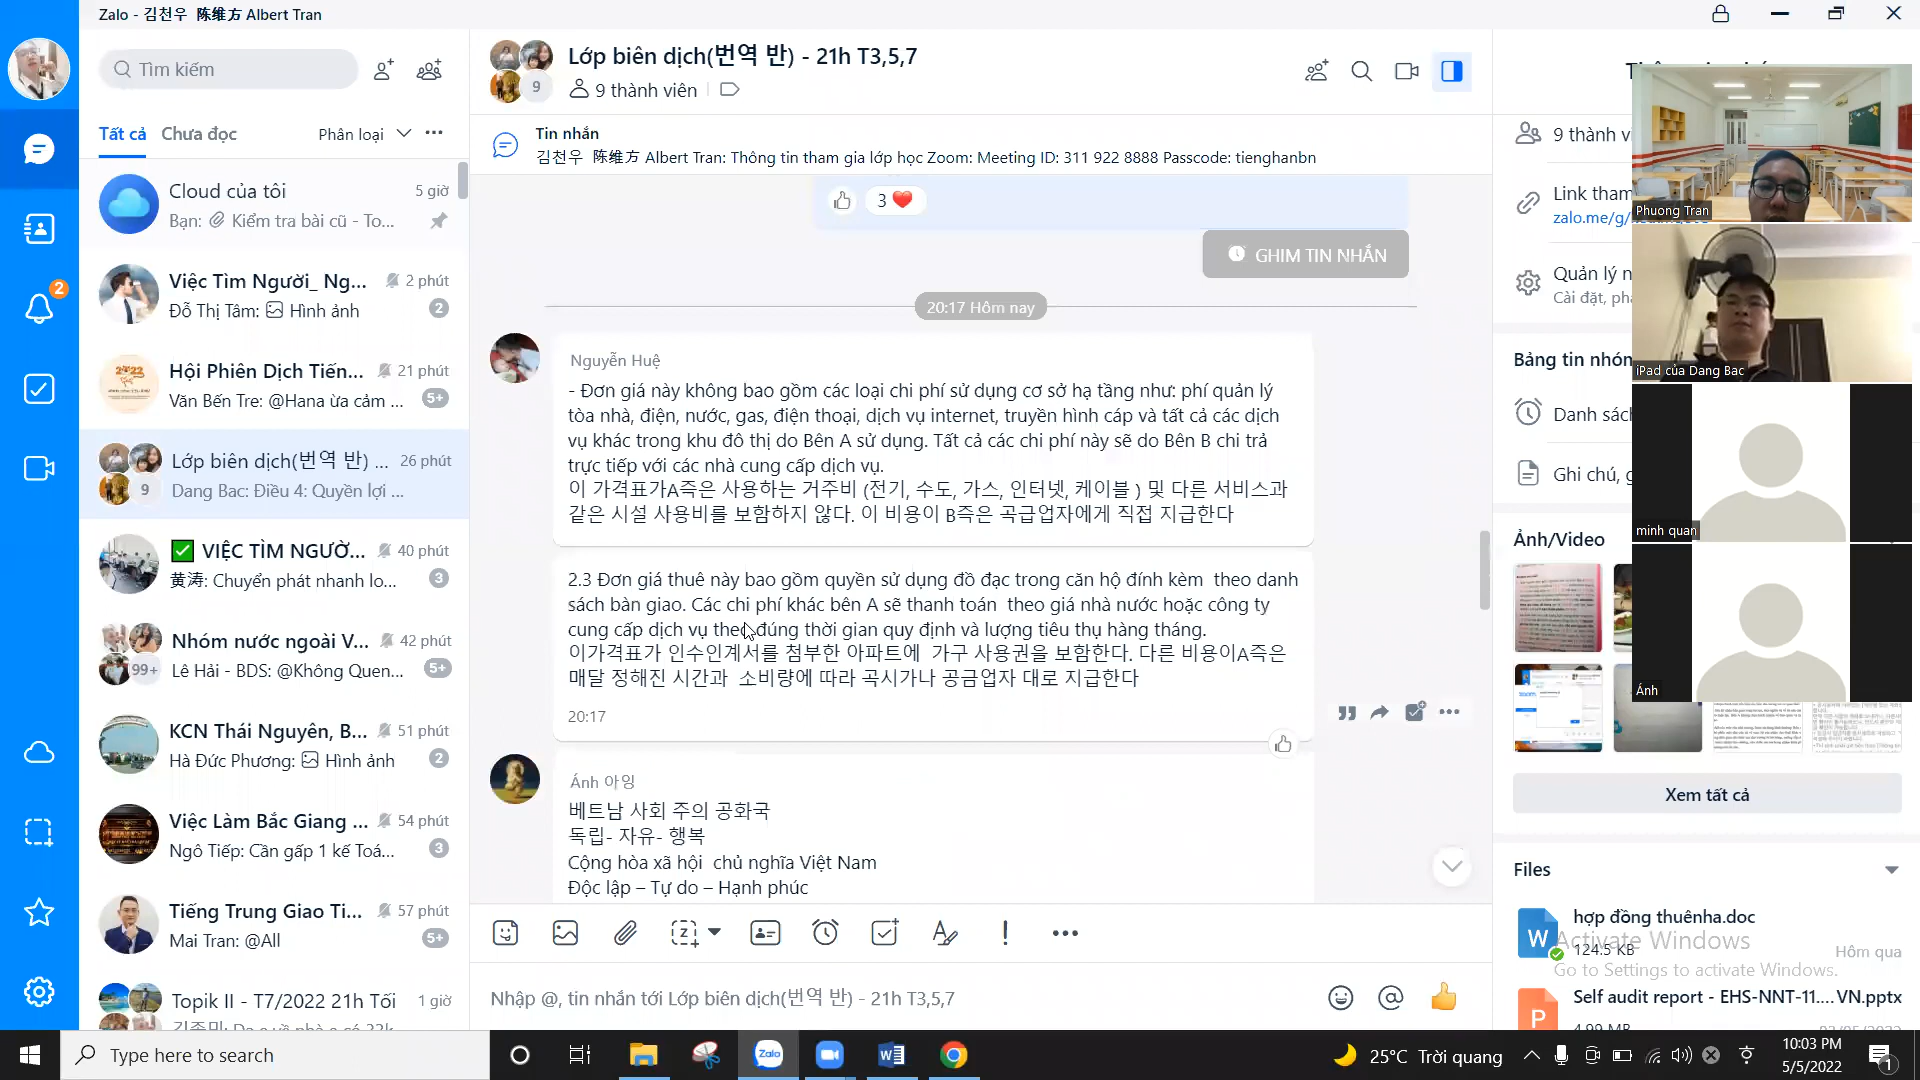 Zalo - 김천우 陈维方 Albert Tran
Tìm kiếm
Tất cả
Chưa đọc
Phân loại
Cloud của tôi
5 giờ
Bạn: Kiểm tra bài cũ - To...
Việc Tìm Người_ Ng...
2 phút
Đỗ Thị Tâm: Hình ảnh
2
Hội Phiên Dịch Tiến...
21 phút
Văn Bến Tre: @Hana ừa cảm ...
5+
Lớp biên dịch(번역 반) ...
26 phút
9
Dang Bac: Điều 4: Quyền lợi ...
VIỆC TÌM NGƯỜ...
40 phút
黄涛: Chuyển phát nhanh lo...
3
Nhóm nước ngoài V...
42 phút
99+
Lê Hải - BDS: @Không Quen...
5+
KCN Thái Nguyên, B...
51 phút
Hà Đức Phương: Hình ảnh
2
Việc Làm Bắc Giang ...
54 phút
Ngô Tiếp: Cần gấp 1 kế Toá...
3
Tiếng Trung Giao Ti...
57 phút
Mai Tran: @All
5+
Topik II - T7/2022 21h Tối
1 giờ
2
Lớp biên dịch(번역 반) - 21h T3,5,7
9
9 thành viên
Tin nhắn
김천우 陈维方 Albert Tran: Thông tin tham gia lớp học Zoom: Meeting ID: 311 922 8888 Passcode: tienghanbn
3
GHIM TIN NHẮN
20:17 Hôm nay
Nguyễn Huệ
- Đơn giá này không bao gồm các loại chi phí sử dụng cơ sở hạ tầng như: phí quản lý
tòa nhà, điện, nước, gas, điện thoại, dịch vụ internet, truyền hình cáp và tất cả các dịch
vụ khác trong khu đô thị do Bên A sử dụng. Tất cả các chi phí này sẽ do Bên B chi trả
trực tiếp với các nhà cung cấp dịch vụ.
이 가격표가A즉은 사용하는 거주비 (전기, 수도, 가스, 인터넷, 케이블 ) 및 다른 서비스과
같은 시설 사용비를 보함하지 않다. 이 비용이 B즉은 곡급업자에게 직접 지급한다
2.3 Đơn giá thuê này bao gồm quyền sử dụng đồ đạc trong căn hộ đính kèm theo danh
sách bàn giao. Các chi phí khác bên A sẽ thanh toán theo giá nhà nước hoặc công ty
cung cấp dịch vụ theo đúng thời gian quy định và lượng tiêu thụ hàng tháng.
이가격표가 인수인계서를 첨부한 아파트에 가구 사용권을 보함한다. 다른 비용이A즉은
매달 정해진 시간과 소비량에 따라 곡시가나 공금업자 대로 지급한다
20:17
Ánh 아잉
베트남 사회 주의 공화국
독립- 자유- 행복
Cộng hòa xã hội chủ nghĩa Việt Nam
Độc lập – Tự do – Hạnh phúc
Nhập @, tin nhắn tới Lớp biên dịch(번역 반) - 21h T3,5,7
Link tham
zalo.me/g/
Quản lý n
Cài đặt, ph
Bảng tin nhón
Danh sác
Ghi chú, g
Ảnh/Video
Xem tất cả
Files
hợp đồng thuênha.doc
124.5 KB
Hôm qua
Activate Windows
Go to Settings to activate Windows.
Self audit report - EHS-NNT-11....VN.pptx
Phuong Tran
iPad của Dang Bac
minh quan
Ánh
Type here to search
Zalo
25°C Trời quang
10:03 PM
5/5/2022
1